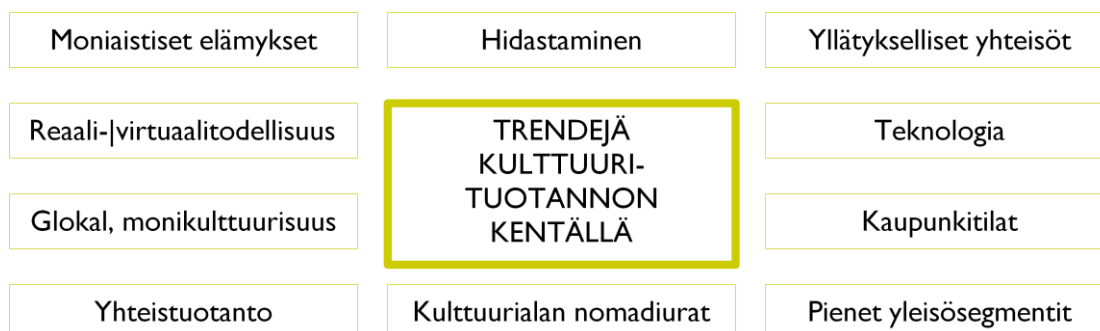 Moniaistiset elämykset
Hidastaminen
Yllätykselliset yhteisöt
Reaali-|virtuaalitodellisuus
TRENDEJÄ
KULTTUURI-
TUOTANNON
KENTÄLLÄ
Teknologia
Glokal, monikulttuurisuus
Kaupunkitilat
Yhteistuotanto
Kulttuurialan nomadiurat
Pienet yleisösegmentit